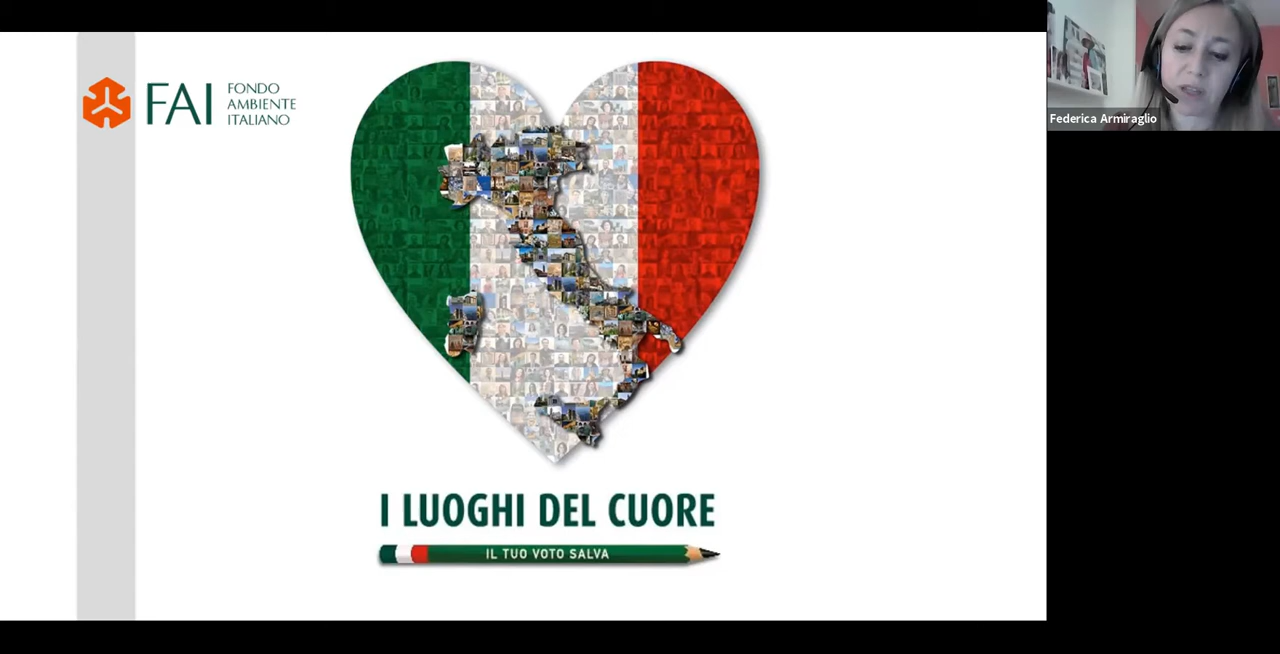 FAI
FONDO
AMBIENTE
ITALIANO
I LUOGHI DEL CUORE
IL TUO VOTO SALVA
Federica Armiraglio